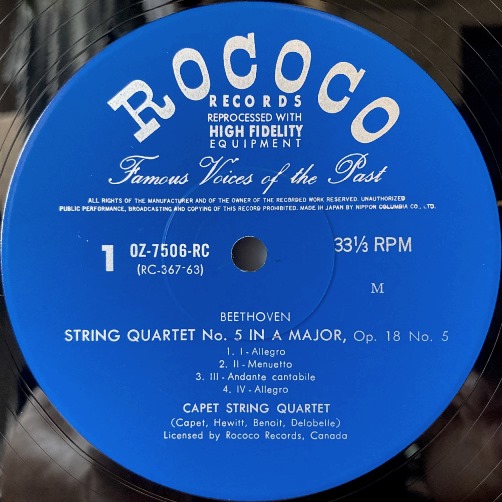 ROCOCO
RECORDS
REPROCESSED WITH
HIGH FIDELITY
EQUIPMENT
Famous Voices of the Past
ALL RIGHTS OF THE MANUFACTURER AND OF THE OWNER OF THE RECORDED WORK RESERVED. UNAUTHORIZED
PUBLIC PERFORMANCE, BROADCASTING AND COPYING OF THIS RECORD PROHIBITED. MADE IN JAPAN BY NIPPON COLUMBIA CO., LTD.
1 OZ-7506-RC 33⅓ RPM
(RC-367-63)
M
BEETHOVEN
STRING QUARTET No. 5 IN A MAJOR, Op. 18 No. 5
1. I - Allegro
2. II - Menuetto
3. III - Andante cantabile
4. IV - Allegro
CAPET STRING QUARTET
(Capet, Hewitt, Benoit, Delobelle)
Licensed by Rococo Records, Canada